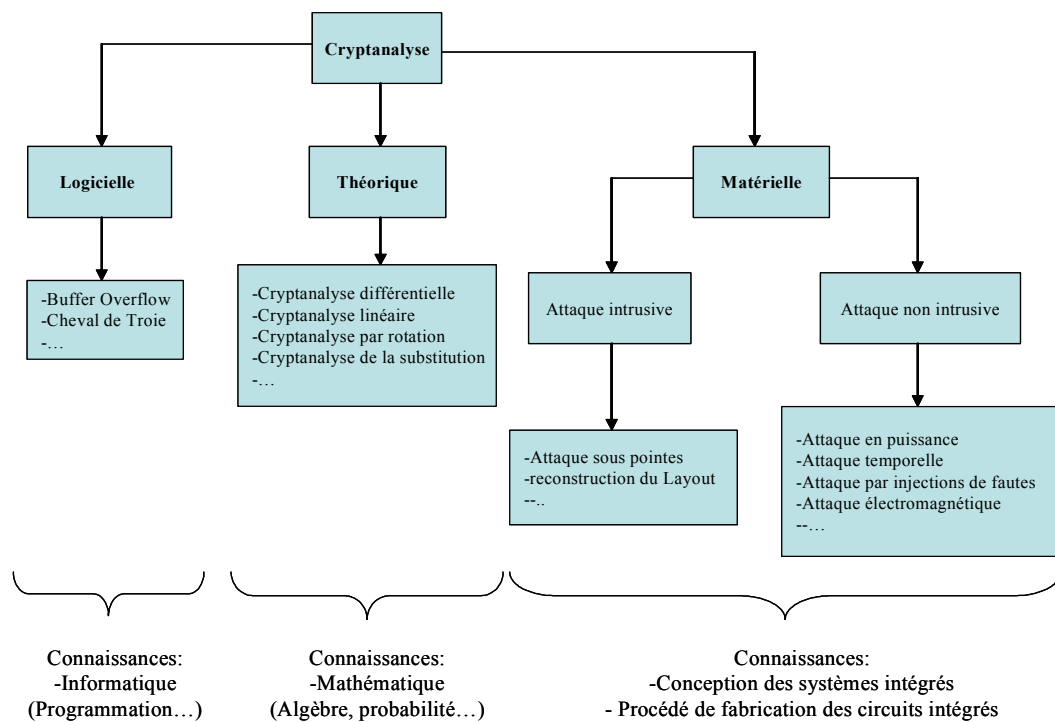 Cryptanalyse
Logicielle
Théorique
Matérielle
-Buffer Overflow
-Cheval de Troie
-…
-Cryptanalyse différentielle
-Cryptanalyse linéaire
-Cryptanalyse par rotation
-Cryptanalyse de la substitution
-…
Attaque intrusive
Attaque non intrusive
-Attaque sous pointes
-reconstruction du Layout
--..
-Attaque en puissance
-Attaque temporelle
-Attaque par injections de fautes
-Attaque électromagnétique
--…
Connaissances:
-Informatique
(Programmation…)
Connaissances:
-Mathématique
(Algèbre, probabilité…)
Connaissances:
-Conception des systèmes intégrés
- Procédé de fabrication des circuits intégrés